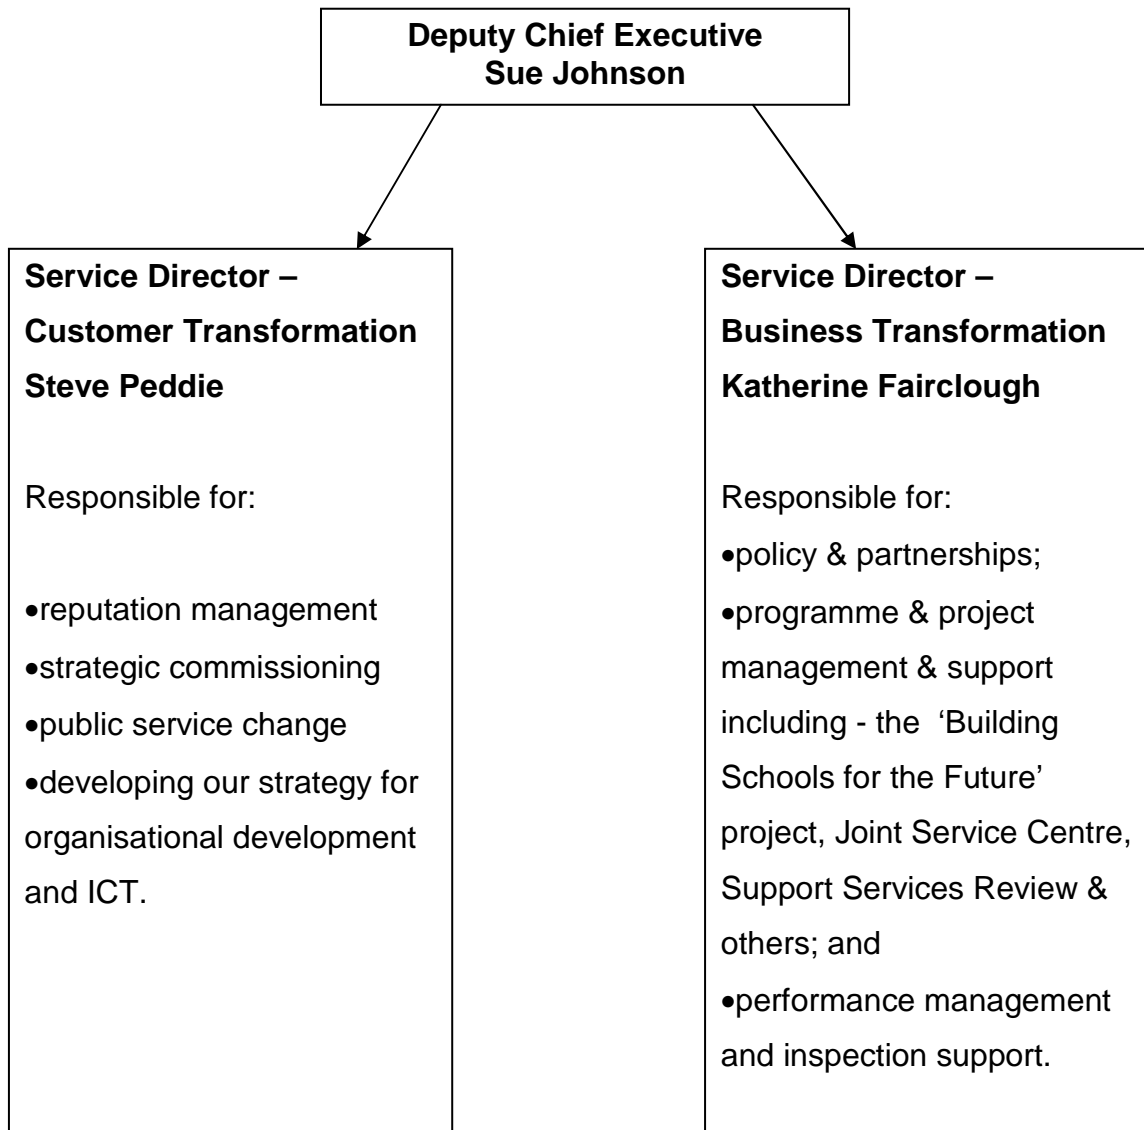 Deputy Chief Executive
Sue Johnson
Service Director –
Customer Transformation
Steve Peddie
Responsible for:
•reputation management
•strategic commissioning
•public service change
•developing our strategy for
organisational development
and ICT.
Service Director –
Business Transformation
Katherine Fairclough
Responsible for:
•policy & partnerships;
•programme & project
management & support
including - the ‘Building
Schools for the Future’
project, Joint Service Centre,
Support Services Review &
others; and
•performance management
and inspection support.